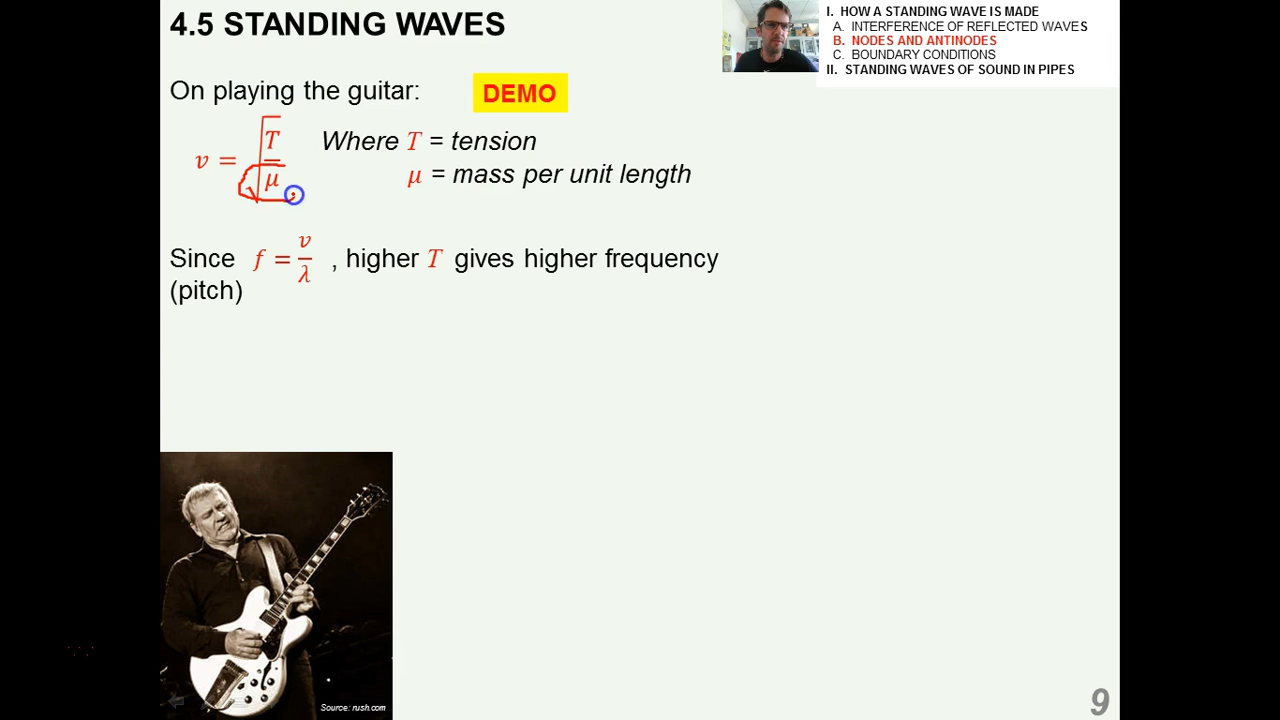 4.5 STANDING WAVES
I. HOW A STANDING WAVE IS MADE
A. INTERFERENCE OF REFLECTED WAVES
B. NODES AND ANTINODES
C. BOUNDARY CONDITIONS
II. STANDING WAVES OF SOUND IN PIPES
On playing the guitar:
DEMO
v = √(T/μ)
Where T = tension
μ = mass per unit length
Since f = v/λ , higher T gives higher frequency
(pitch)
Source: rush.com
9